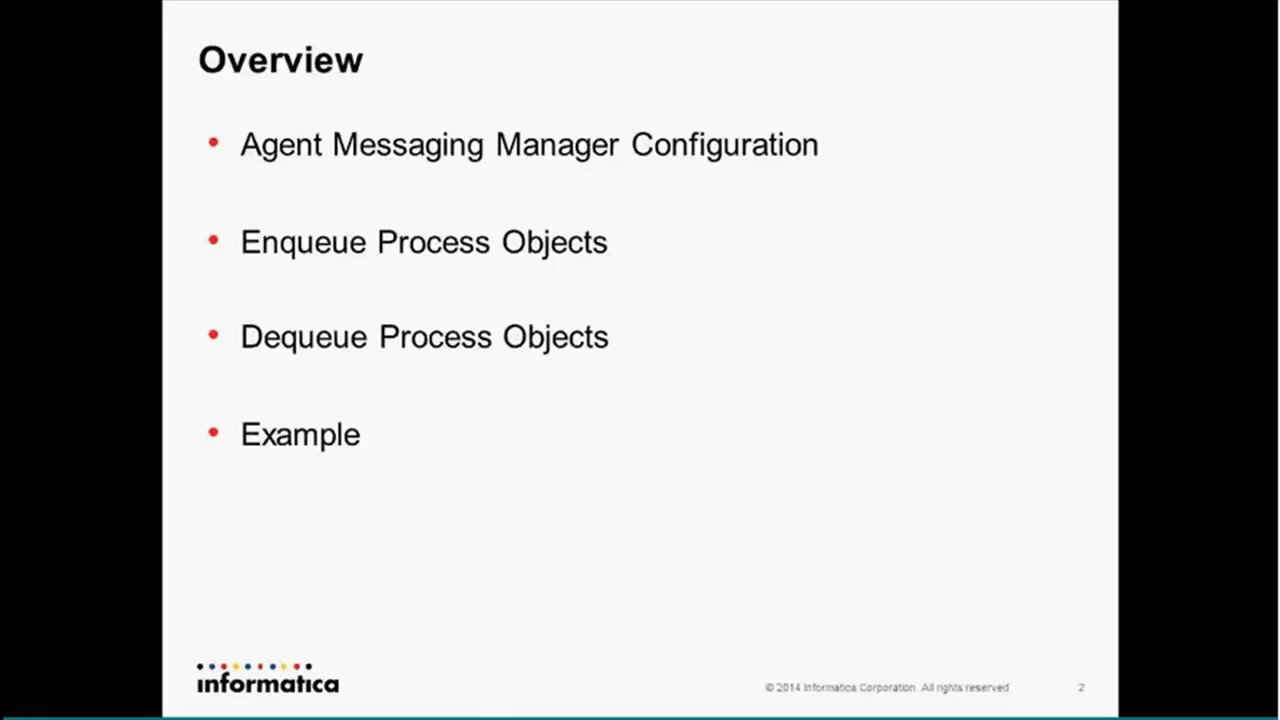 Overview
• Agent Messaging Manager Configuration
• Enqueue Process Objects
• Dequeue Process Objects
• Example
informatica
© 2014 Informatica Corporation. All rights reserved
2